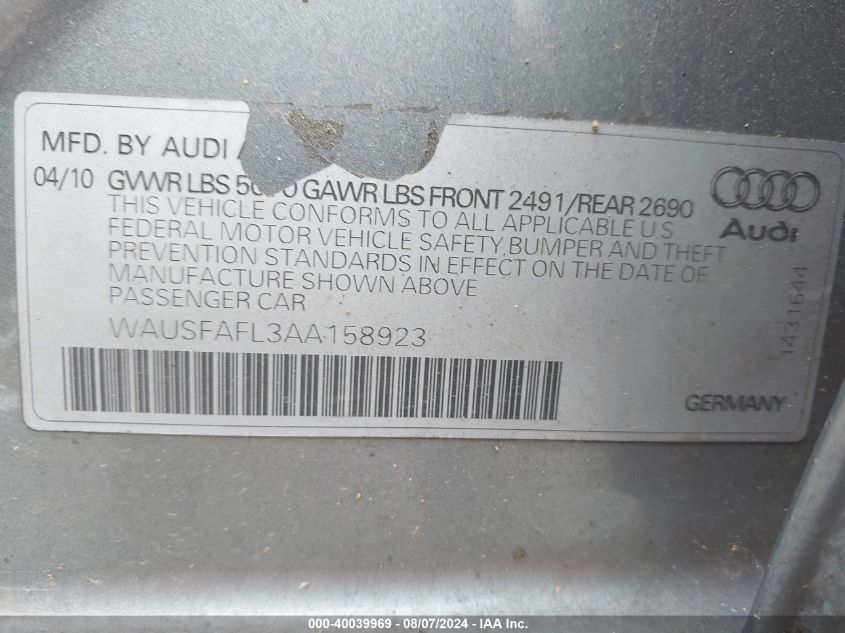 MFD. BY AUDI
04/10 GVWR LBS GAWR LBS FRONT 2491/REAR 2690
THIS VEHICLE CONFORMS TO ALL APPLICABLE U S
FEDERAL MOTOR VEHICLE SAFETY, BUMPER AND THEFT
PREVENTION STANDARDS IN EFFECT ON THE DATE OF
MANUFACTURE SHOWN ABOVE
PASSENGER CAR
WAUSFAFL3AA158923
Audi
1431644
GERMANY
000-40039969 - 08/07/2024 - IAA Inc.